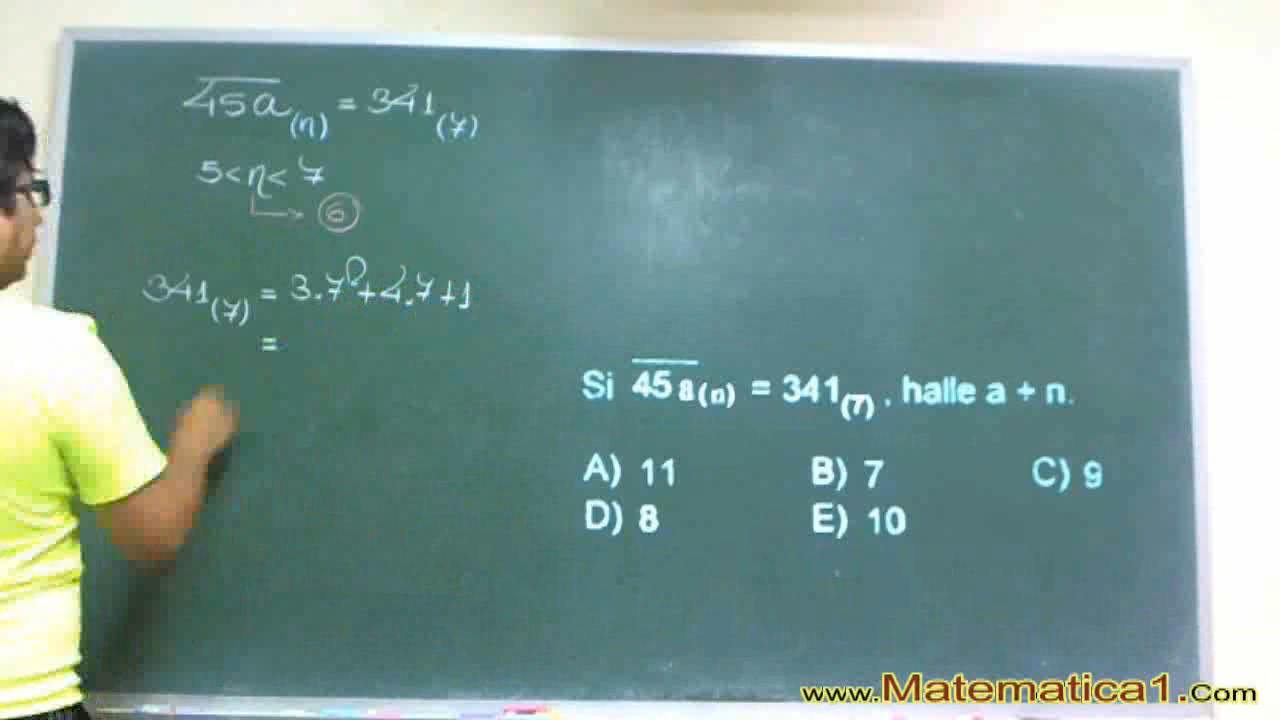 45a(n) = 341(7)
5 < n < 7
6
341(7) = 3.7²+4.7+1
=
Si 45a(n) = 341(7), halle a + n.
A) 11 B) 7 C) 9
D) 8 E) 10
www.Matematica1.Com